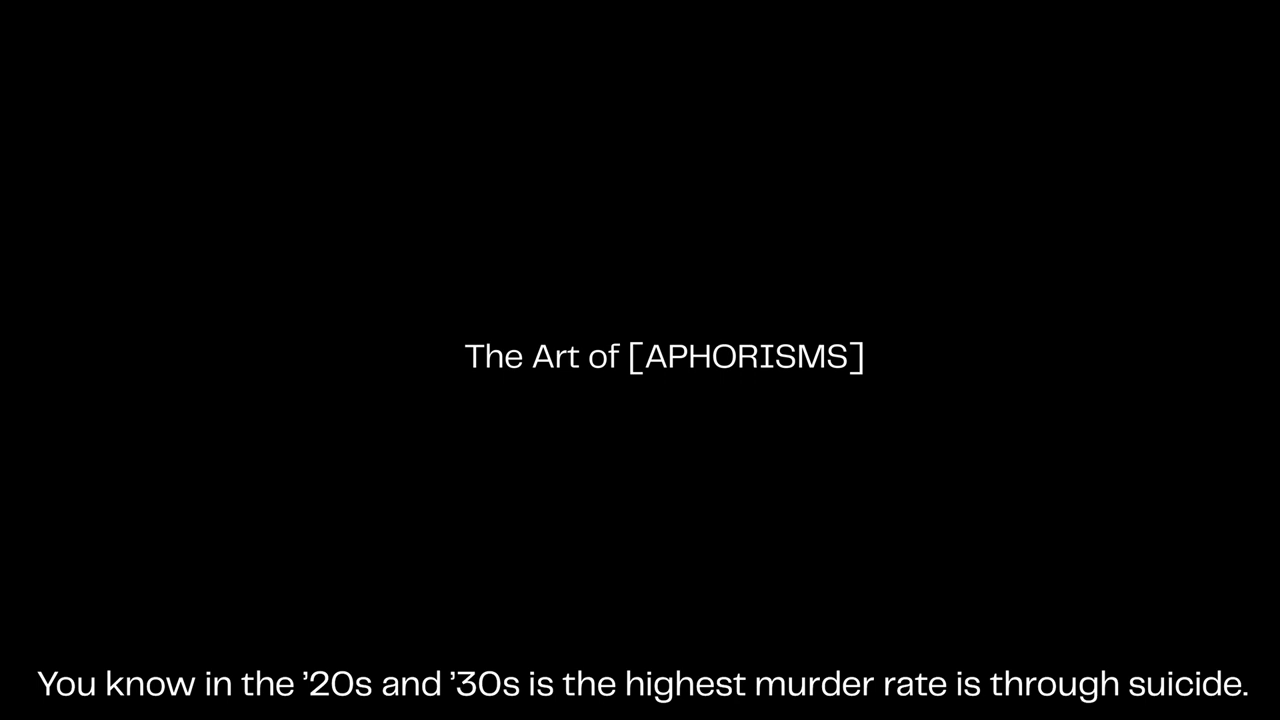 The Art of [APHORISMS]
You know in the ’20s and ’30s is the highest murder rate is through suicide.